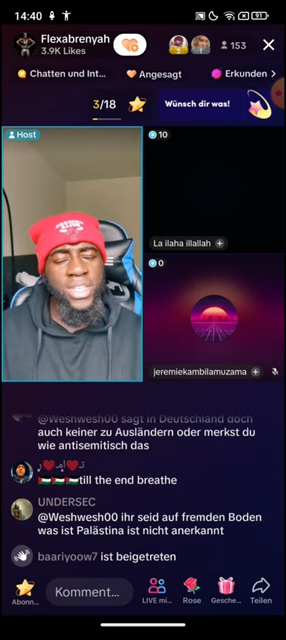 14:40
91
Flexabrenyah
3.9K Likes
153
Chatten und Int...
Angesagt
Erkunden
3/18
Wünsch dir was!
Host
10
La ilaha illallah
0
jeremiekambilamuzama
@Weshwesh00 sagt in Deutschland doch
auch keiner zu Ausländern oder merkst du
wie antisemitisch das
till the end breathe
UNDERSEC
@Weshwesh00 ihr seid auf fremden Boden
was ist Palästina ist nicht anerkannt
baariyoow7 ist beigetreten
Abonn...
Komment...
LIVE mi...
Rose
Gesche...
Teilen